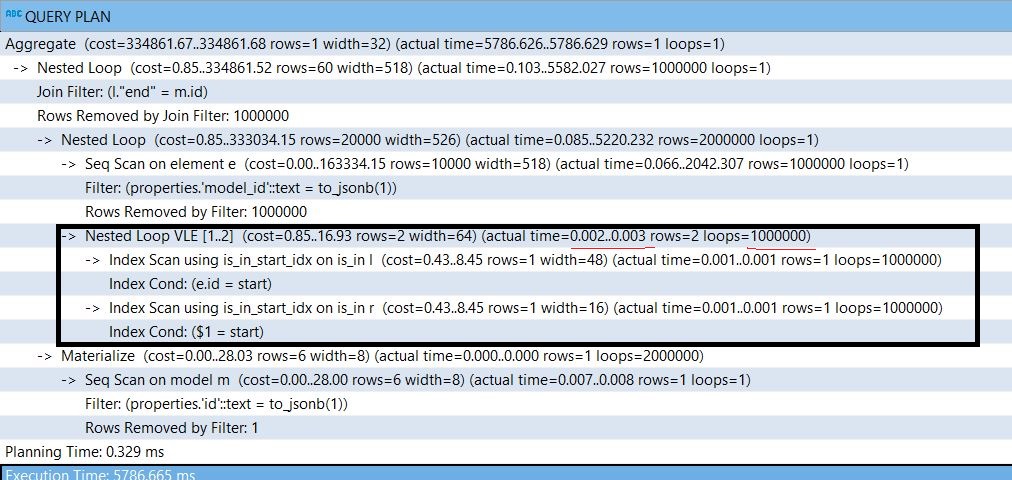 ABC QUERY PLAN
Aggregate (cost=334861.67..334861.68 rows=1 width=32) (actual time=5786.626..5786.629 rows=1 loops=1)
-> Nested Loop (cost=0.85..334861.52 rows=60 width=518) (actual time=0.103..5582.027 rows=1000000 loops=1)
Join Filter: (l."end" = m.id)
Rows Removed by Join Filter: 1000000
-> Nested Loop (cost=0.85..333034.15 rows=20000 width=526) (actual time=0.085..5220.232 rows=2000000 loops=1)
-> Seq Scan on element e (cost=0.00..163334.15 rows=10000 width=518) (actual time=0.066..2042.307 rows=1000000 loops=1)
Filter: (properties.'model_id'::text = to_jsonb(1))
Rows Removed by Filter: 1000000
-> Nested Loop VLE [1..2] (cost=0.85..16.93 rows=2 width=64) (actual time=0.002..0.003 rows=2 loops=1000000)
-> Index Scan using is_in_start_idx on is_in l (cost=0.43..8.45 rows=1 width=48) (actual time=0.001..0.001 rows=1 loops=1000000)
Index Cond: (e.id = start)
-> Index Scan using is_in_start_idx on is_in r (cost=0.43..8.45 rows=1 width=16) (actual time=0.001..0.001 rows=1 loops=1000000)
Index Cond: ($1 = start)
-> Materialize (cost=0.00..28.03 rows=6 width=8) (actual time=0.000..0.000 rows=1 loops=2000000)
-> Seq Scan on model m (cost=0.00..28.00 rows=6 width=8) (actual time=0.007..0.008 rows=1 loops=1)
Filter: (properties.'id'::text = to_jsonb(1))
Rows Removed by Filter: 1
Planning Time: 0.329 ms
Execution Time: 5786.665 ms